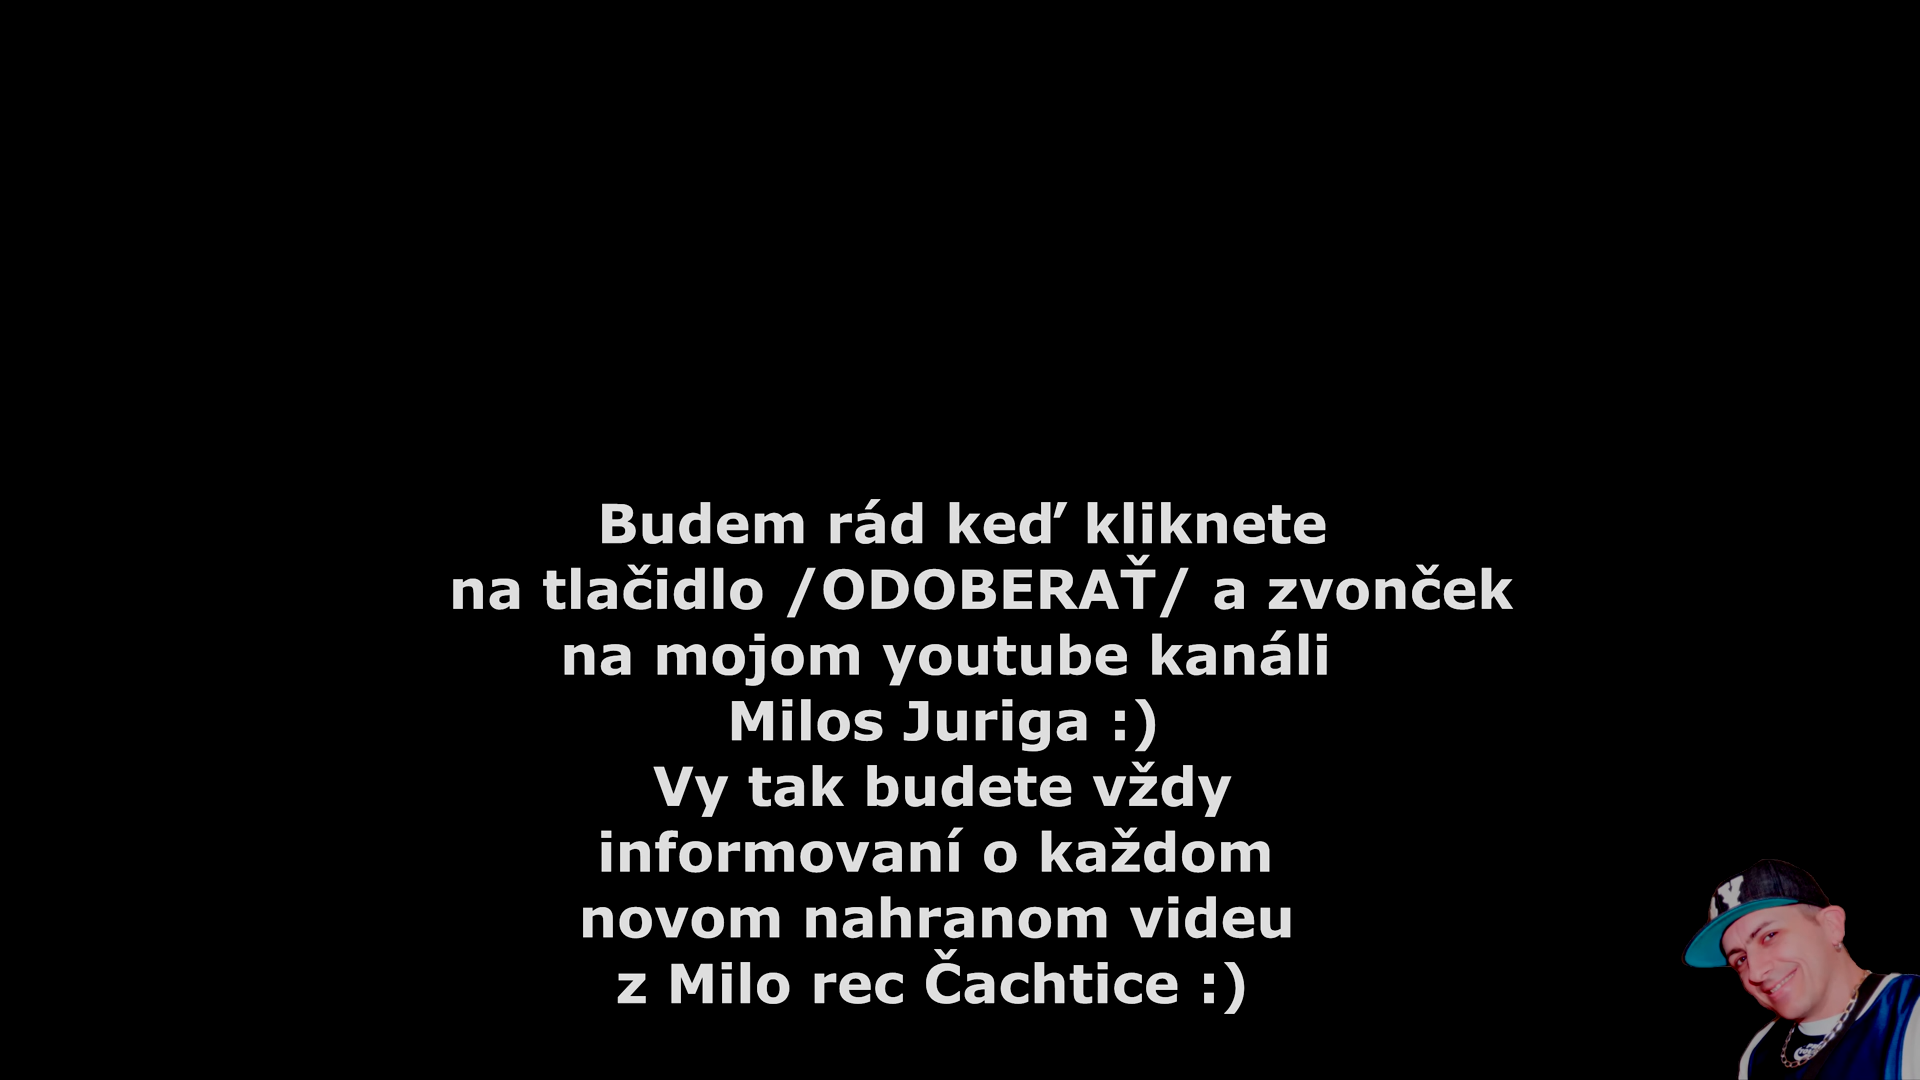 Budem rád keď kliknete
na tlačidlo /ODOBERAŤ/ a zvonček
na mojom youtube kanáli
Milos Juriga :)
Vy tak budete vždy
informovaní o každom
novom nahranom videu
z Milo rec Čachtice :)